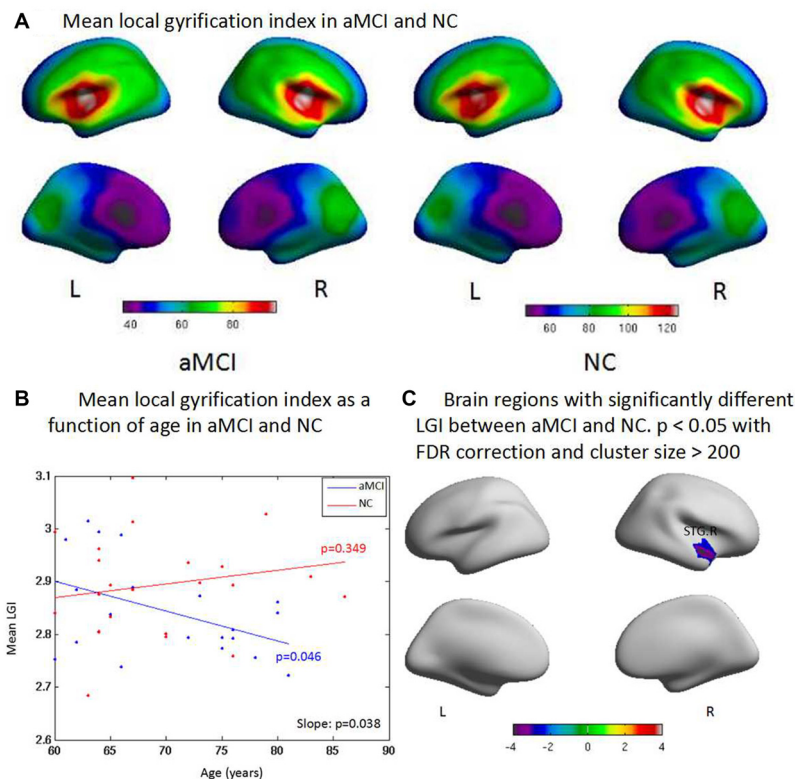 A Mean local gyrification index in aMCI and NC
L R L R
40 60 80
60 80 100 120
aMCI NC
B Mean local gyrification index as a
function of age in aMCI and NC
3.1
3
2.9
2.8
2.7
2.6
Mean LGI
aMCI
NC
p=0.349
p=0.046
Slope: p=0.038
60 65 70 75 80 85 90
Age (years)
C Brain regions with significantly different
LGI between aMCI and NC. p < 0.05 with
FDR correction and cluster size > 200
STG.R
L R
-4 -2 0 2 4